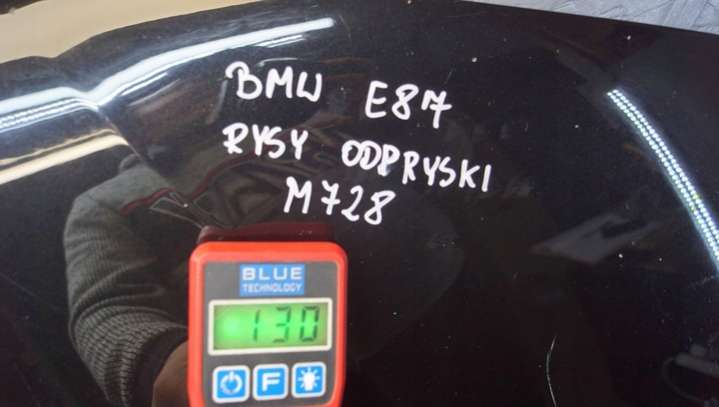 BMW E87
RYSY ODPRYSKI
M728
BLUE
TECHNOLOGY
130
F